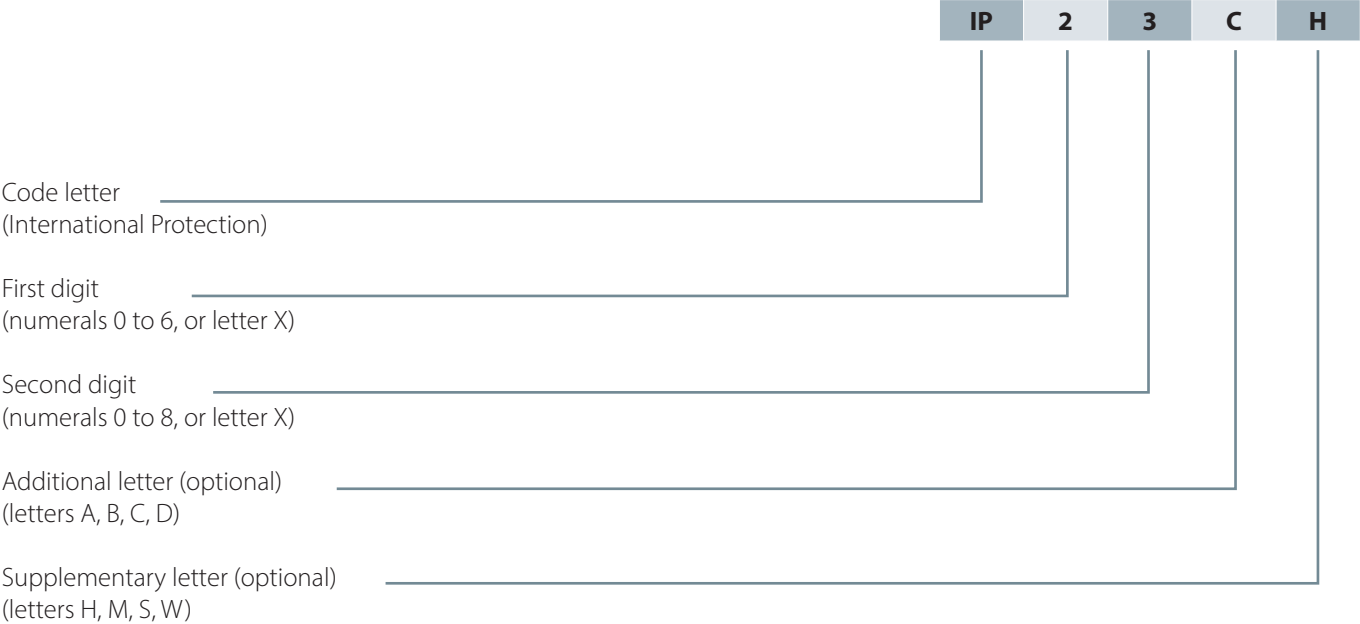 IP 2 3 C H
Code letter
(International Protection)
First digit
(numerals 0 to 6, or letter X)
Second digit
(numerals 0 to 8, or letter X)
Additional letter (optional)
(letters A, B, C, D)
Supplementary letter (optional)
(letters H, M, S, W)